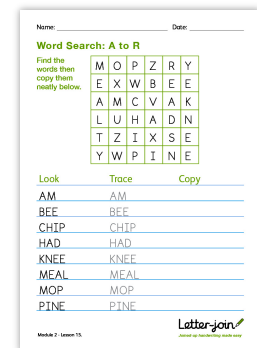 Name: Date:
Word Search: A to R
Find the
words then
copy them
neatly below.
M O P Z R Y
E X W B E E
A M C V A K
L U H A D N
T Z I X S E
Y W P I N E
Look Trace Copy
AM AM
BEE BEE
CHIP CHIP
HAD HAD
KNEE KNEE
MEAL MEAL
MOP MOP
PINE PINE
Module 2 - Lesson 13.
Letter-join
...joined-up handwriting made easy